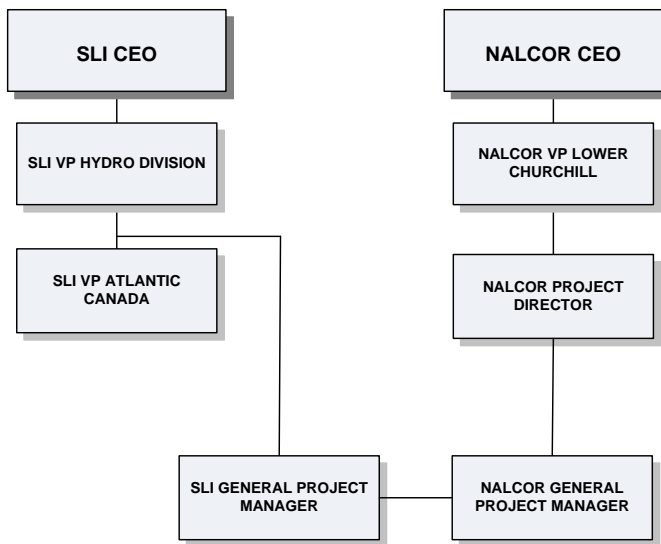 SLI CEO
NALCOR CEO
SLI VP HYDRO DIVISION
NALCOR VP LOWER
CHURCHILL
SLI VP ATLANTIC
CANADA
NALCOR PROJECT
DIRECTOR
SLI GENERAL PROJECT
MANAGER
NALCOR GENERAL
PROJECT MANAGER